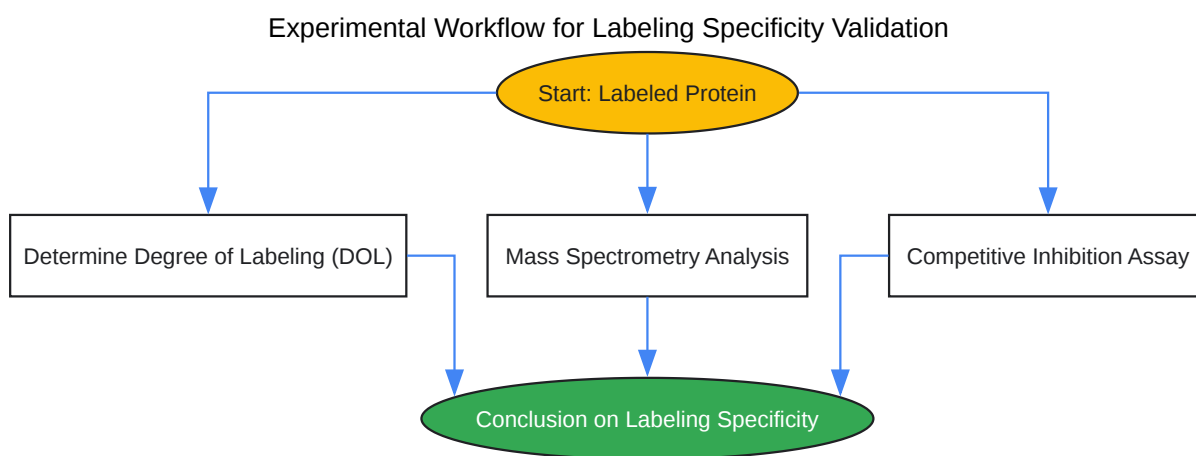 Experimental Workflow for Labeling Specificity Validation
Start: Labeled Protein
Determine Degree of Labeling (DOL)
Mass Spectrometry Analysis
Competitive Inhibition Assay
Conclusion on Labeling Specificity